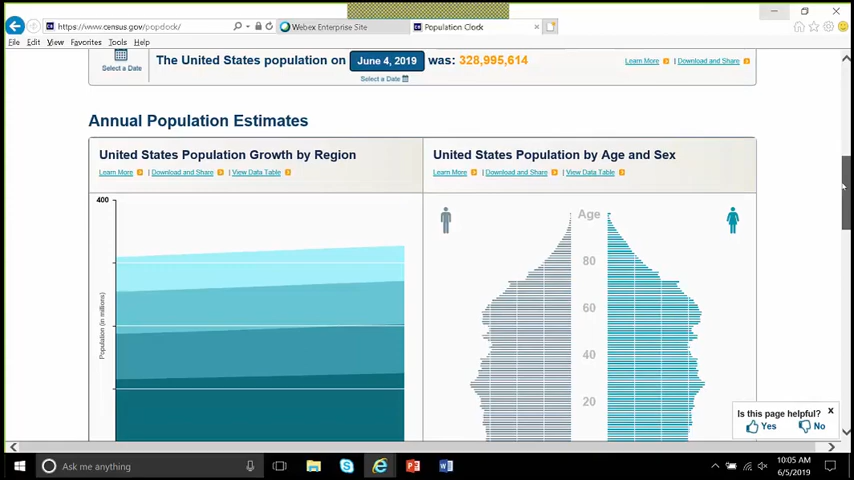 https://www.census.gov/popclock/
Webex Enterprise Site
Population Clock
File Edit View Favorites Tools Help
Select a Date
The United States population on June 4, 2019 was: 328,995,614
Learn More | Download and Share
Select a Date
Annual Population Estimates
United States Population Growth by Region
Learn More | Download and Share | View Data Table
400
Population (in millions)
United States Population by Age and Sex
Learn More | Download and Share | View Data Table
Age
80
60
40
20
Is this page helpful? X
Yes No
Ask me anything
10:05 AM
6/5/2019